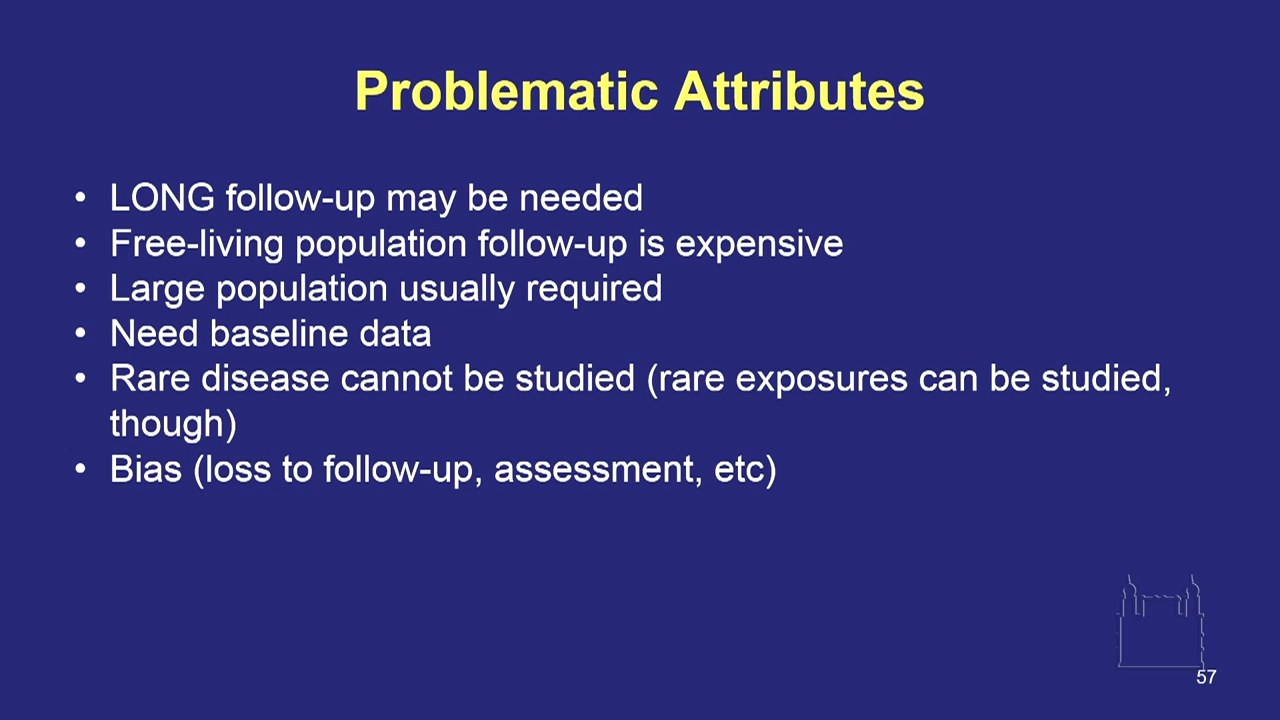 Problematic Attributes
• LONG follow-up may be needed
• Free-living population follow-up is expensive
• Large population usually required
• Need baseline data
• Rare disease cannot be studied (rare exposures can be studied,
though)
• Bias (loss to follow-up, assessment, etc)
57